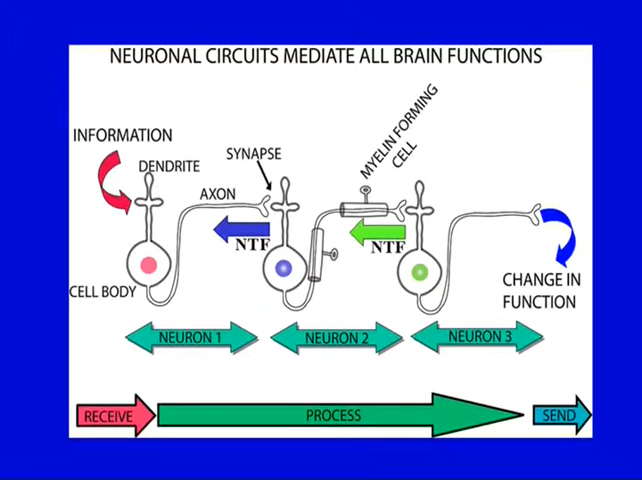 NEURONAL CIRCUITS MEDIATE ALL BRAIN FUNCTIONS
INFORMATION
DENDRITE
SYNAPSE
MYELIN FORMING
CELL
AXON
NTF
NTF
CELL BODY
CHANGE IN
FUNCTION
NEURON 1
NEURON 2
NEURON 3
RECEIVE
PROCESS
SEND